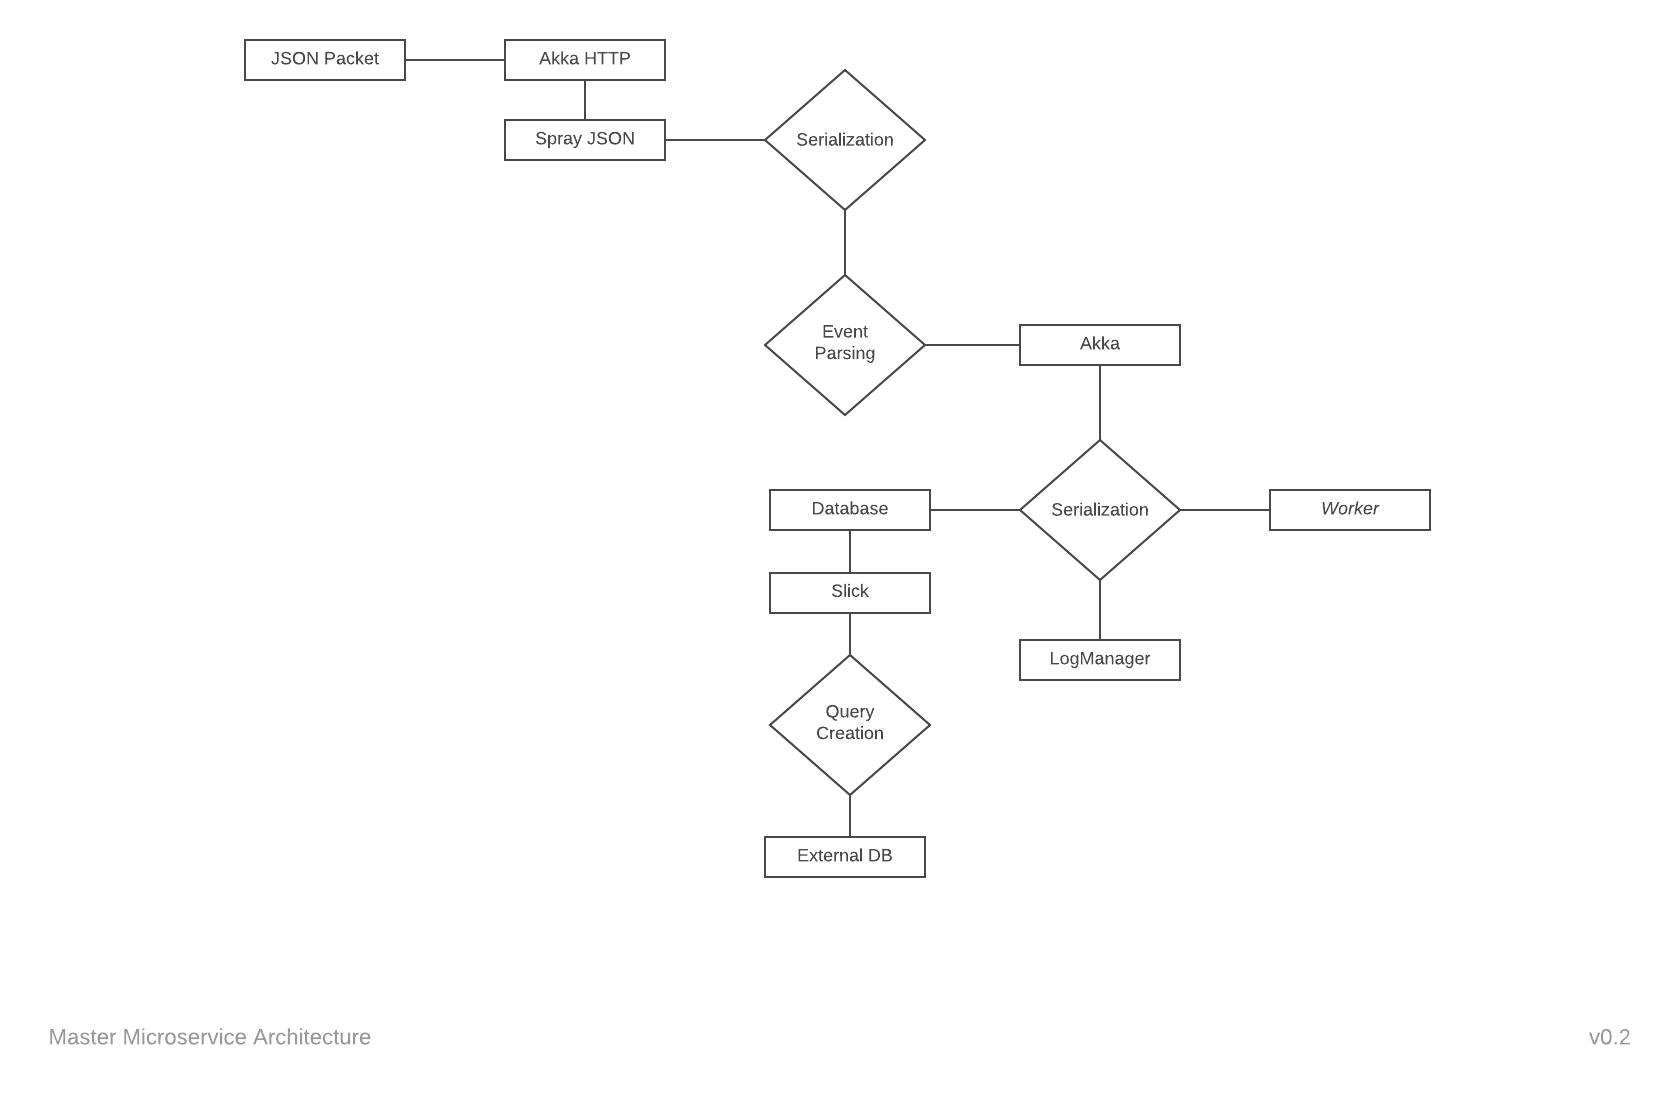 JSON Packet
Akka HTTP
Spray JSON
Serialization
Event
Parsing
Akka
Database
Serialization
Worker
Slick
LogManager
Query
Creation
External DB
Master Microservice Architecture
v0.2